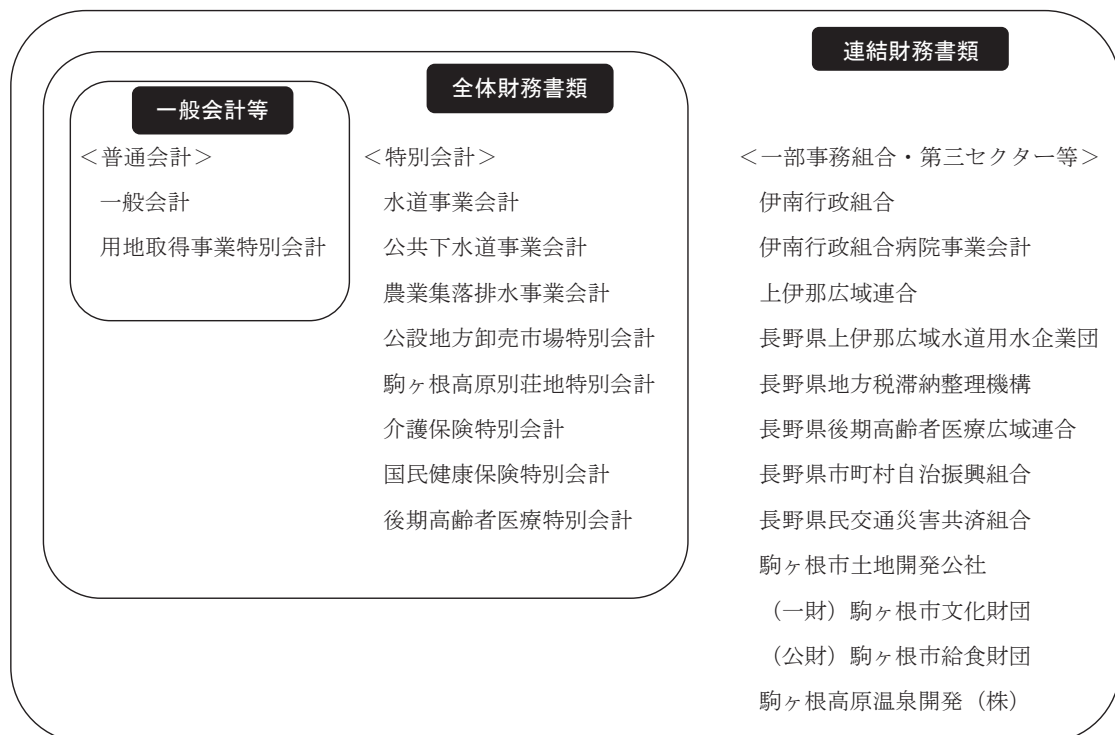 連結財務書類
全体財務書類
一般会計等
＜普通会計＞
一般会計
用地取得事業特別会計
＜特別会計＞
水道事業会計
公共下水道事業会計
農業集落排水事業会計
公設地方卸売市場特別会計
駒ヶ根高原別荘地特別会計
介護保険特別会計
国民健康保険特別会計
後期高齢者医療特別会計
＜一部事務組合・第三セクター等＞
伊南行政組合
伊南行政組合病院事業会計
上伊那広域連合
長野県上伊那広域水道用水企業団
長野県地方税滞納整理機構
長野県後期高齢者医療広域連合
長野県市町村自治振興組合
長野県民交通災害共済組合
駒ヶ根市土地開発公社
（一財）駒ヶ根市文化財団
（公財）駒ヶ根市給食財団
駒ヶ根高原温泉開発（株）